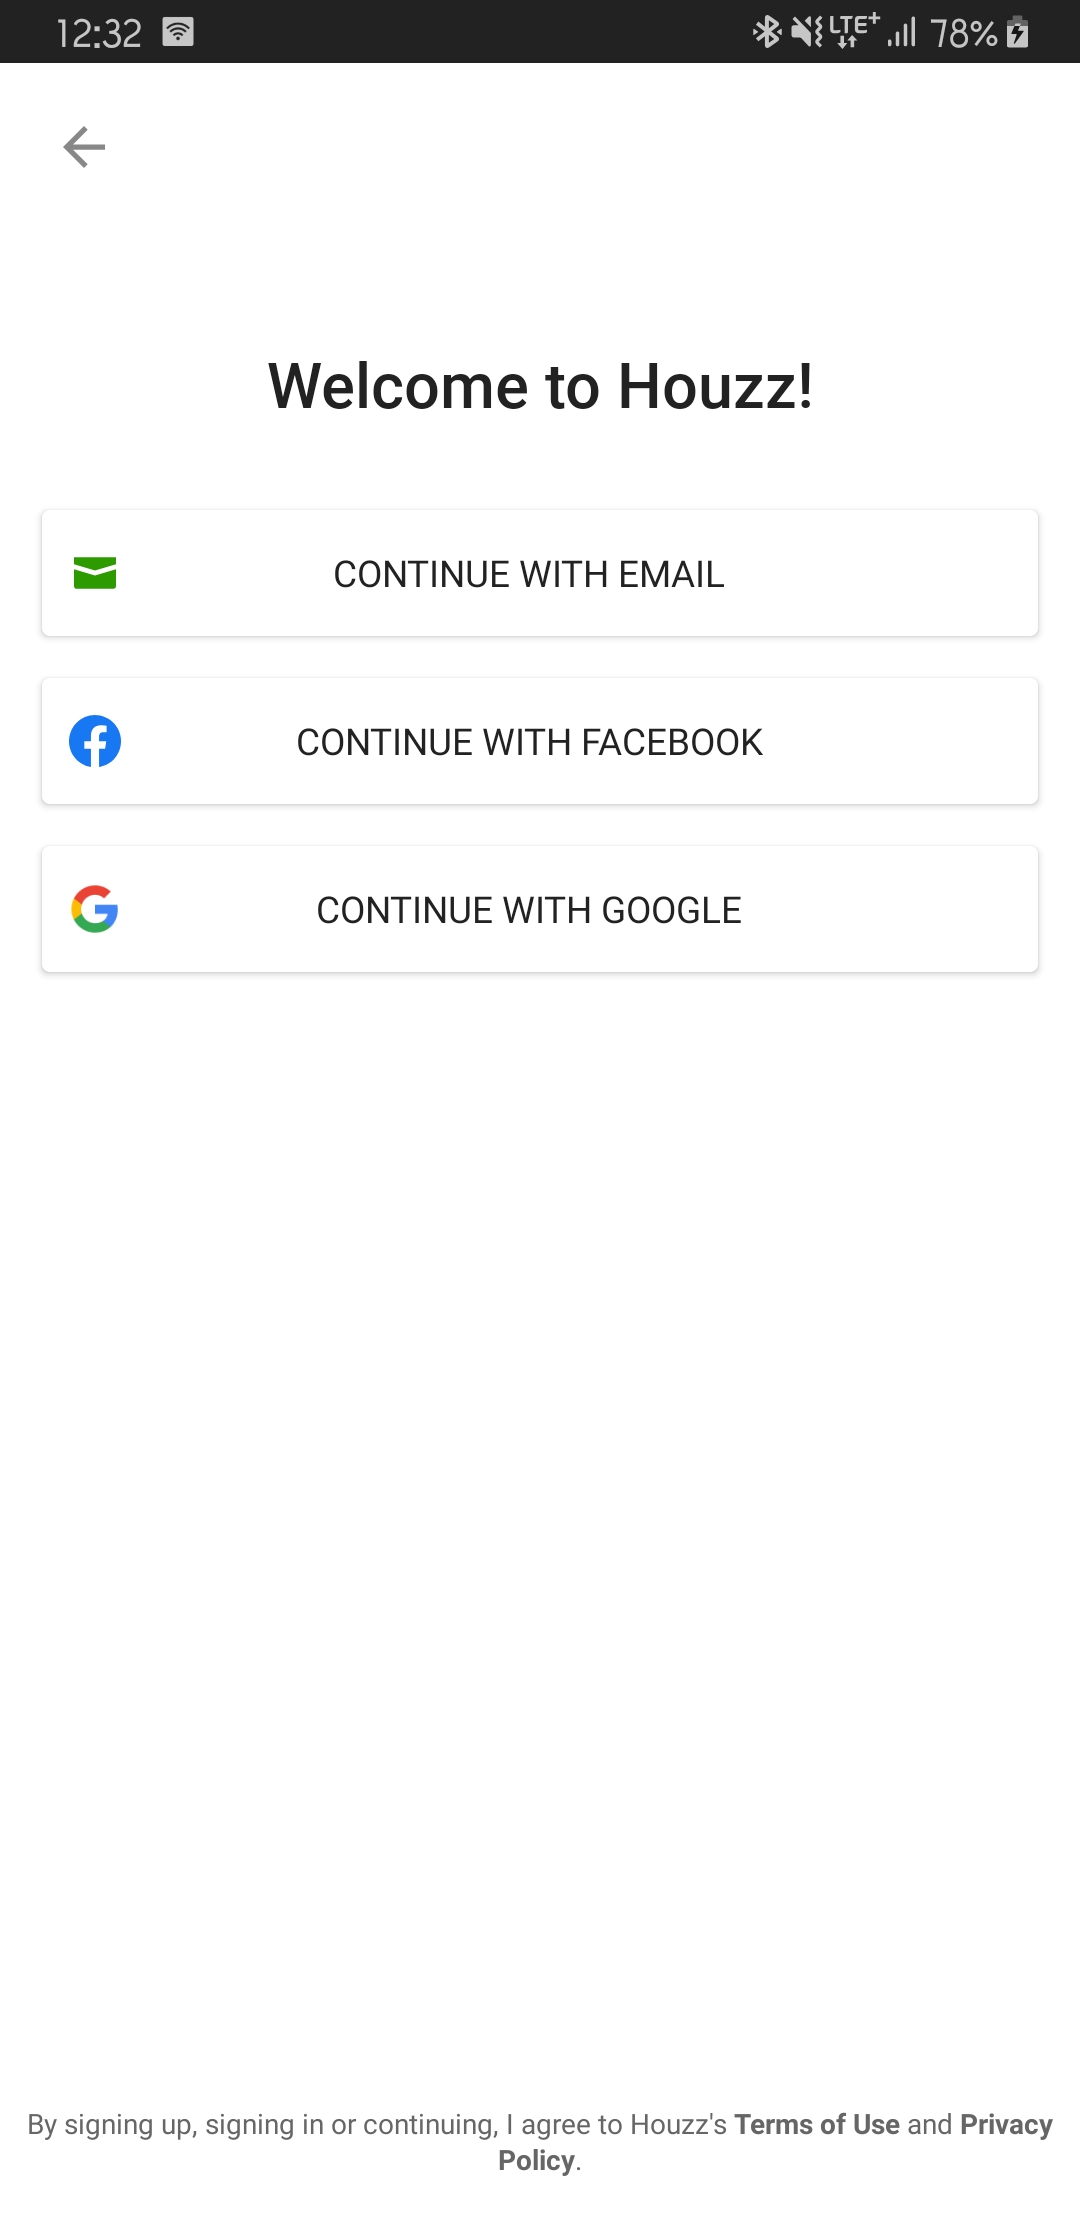 12:32 LTE+ 78%
Welcome to Houzz!
CONTINUE WITH EMAIL
CONTINUE WITH FACEBOOK
CONTINUE WITH GOOGLE
By signing up, signing in or continuing, I agree to Houzz's Terms of Use and Privacy
Policy.